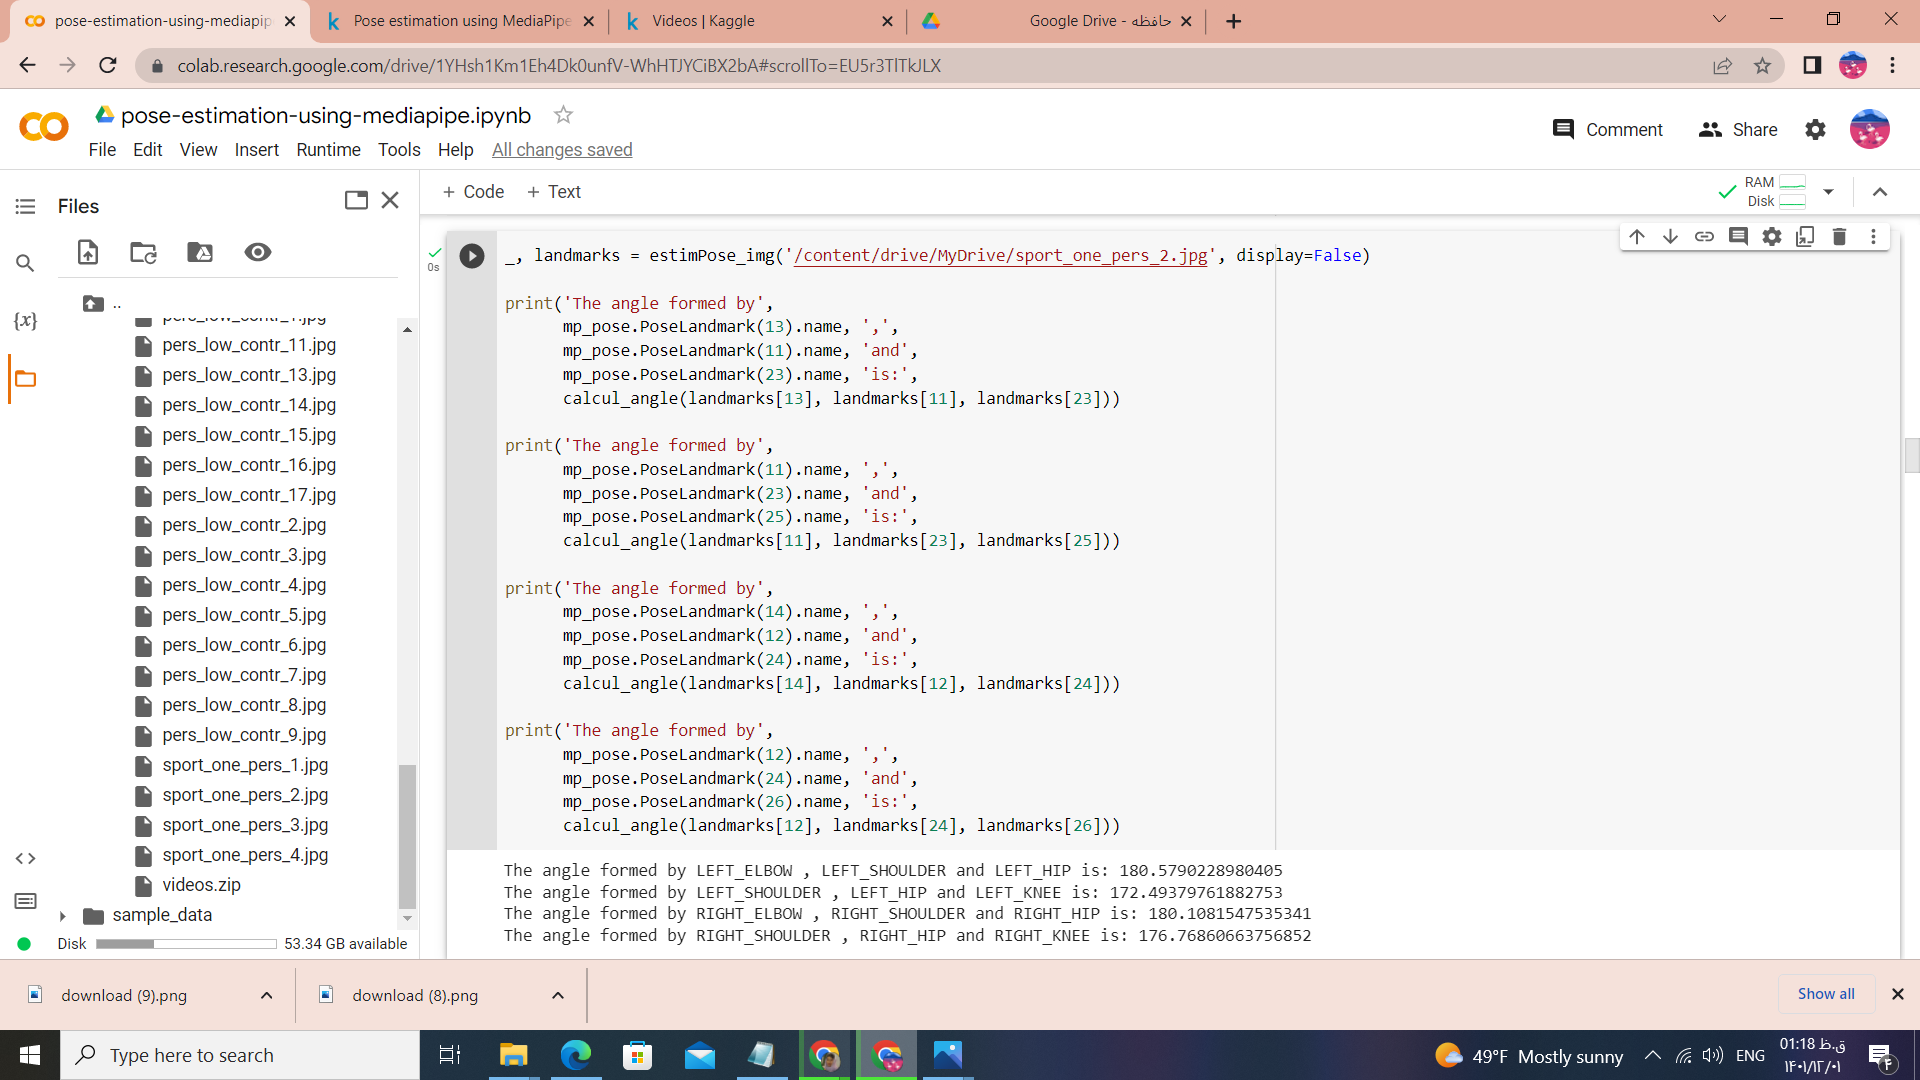 pose-estimation-using-mediapip
Pose estimation using MediaPipe
Videos | Kaggle
Google Drive - حافظه
colab.research.google.com/drive/1YHsh1Km1Eh4Dk0unfV-WhHTJYCiBX2bA#scrollTo=EU5r3TlTkJLX
pose-estimation-using-mediapipe.ipynb
Comment
Share
File Edit View Insert Runtime Tools Help All changes saved
Files
+ Code + Text
RAM
Disk
..
pers_low_contr_1.jpg
pers_low_contr_11.jpg
pers_low_contr_13.jpg
pers_low_contr_14.jpg
pers_low_contr_15.jpg
pers_low_contr_16.jpg
pers_low_contr_17.jpg
pers_low_contr_2.jpg
pers_low_contr_3.jpg
pers_low_contr_4.jpg
pers_low_contr_5.jpg
pers_low_contr_6.jpg
pers_low_contr_7.jpg
pers_low_contr_8.jpg
pers_low_contr_9.jpg
sport_one_pers_1.jpg
sport_one_pers_2.jpg
sport_one_pers_3.jpg
sport_one_pers_4.jpg
videos.zip
sample_data
Disk 53.34 GB available
{x}
0s
_, landmarks = estimPose_img('/content/drive/MyDrive/sport_one_pers_2.jpg', display=False)
print('The angle formed by',
mp_pose.PoseLandmark(13).name, ',',
mp_pose.PoseLandmark(11).name, 'and',
mp_pose.PoseLandmark(23).name, 'is:',
calcul_angle(landmarks[13], landmarks[11], landmarks[23]))
print('The angle formed by',
mp_pose.PoseLandmark(11).name, ',',
mp_pose.PoseLandmark(23).name, 'and',
mp_pose.PoseLandmark(25).name, 'is:',
calcul_angle(landmarks[11], landmarks[23], landmarks[25]))
print('The angle formed by',
mp_pose.PoseLandmark(14).name, ',',
mp_pose.PoseLandmark(12).name, 'and',
mp_pose.PoseLandmark(24).name, 'is:',
calcul_angle(landmarks[14], landmarks[12], landmarks[24]))
print('The angle formed by',
mp_pose.PoseLandmark(12).name, ',',
mp_pose.PoseLandmark(24).name, 'and',
mp_pose.PoseLandmark(26).name, 'is:',
calcul_angle(landmarks[12], landmarks[24], landmarks[26]))
The angle formed by LEFT_ELBOW , LEFT_SHOULDER and LEFT_HIP is: 180.5790228980405
The angle formed by LEFT_SHOULDER , LEFT_HIP and LEFT_KNEE is: 172.49379761882753
The angle formed by RIGHT_ELBOW , RIGHT_SHOULDER and RIGHT_HIP is: 180.1081547535341
The angle formed by RIGHT_SHOULDER , RIGHT_HIP and RIGHT_KNEE is: 176.76860663756852
download (9).png
download (8).png
Show all
Type here to search
49°F Mostly sunny
ENG
01:18 ق.ظ
۱۴۰۱/۱۲/۰۱
۴